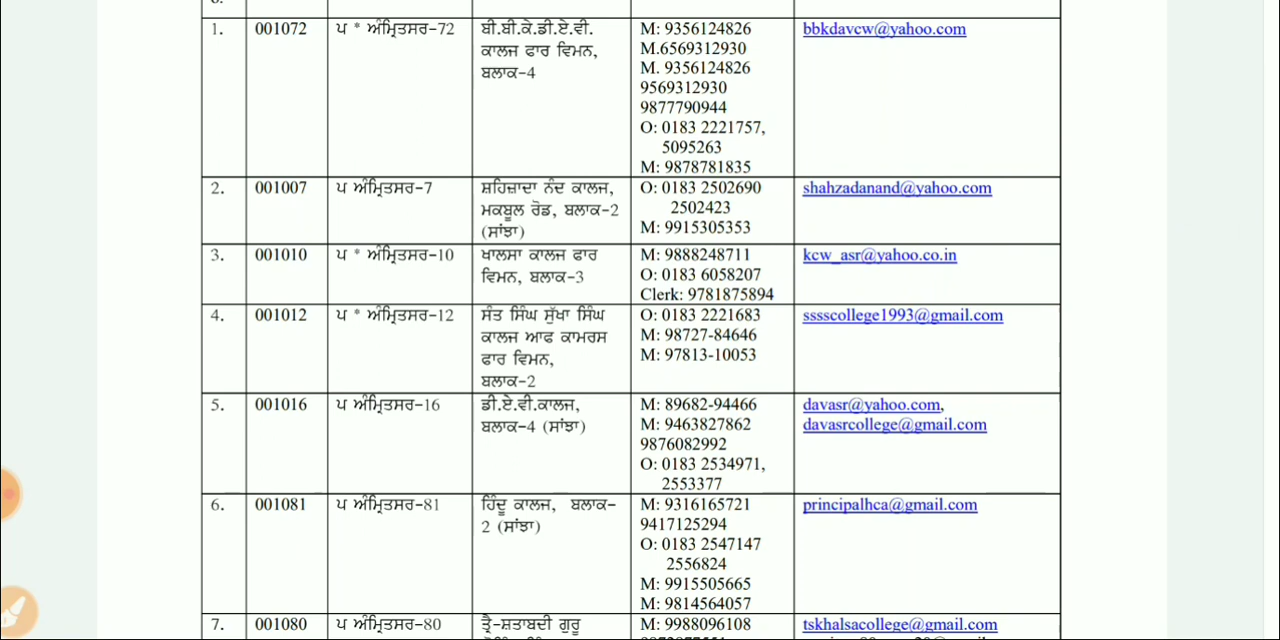 1. 001072 ਪ * ਅੰਮ੍ਰਿਤਸਰ-72 ਬੀ.ਬੀ.ਕੇ.ਡੀ.ਏ.ਵੀ. M: 9356124826 bbkdavcw@yahoo.com
ਕਾਲਜ ਫਾਰ ਵਿਮਨ, M.6569312930
ਬਲਾਕ-4 M. 9356124826
9569312930
9877790944
O: 0183 2221757,
5095263
M: 9878781835
2. 001007 ਪ ਅੰਮ੍ਰਿਤਸਰ-7 ਸ਼ਹਿਜ਼ਾਦਾ ਨੰਦ ਕਾਲਜ, O: 0183 2502690 shahzadanand@yahoo.com
ਮਕਬੂਲ ਰੋਡ, ਬਲਾਕ-2 2502423
(ਸਾਂਝਾ) M: 9915305353
3. 001010 ਪ * ਅੰਮ੍ਰਿਤਸਰ-10 ਖਾਲਸਾ ਕਾਲਜ ਫਾਰ M: 9888248711 kcw_asr@yahoo.co.in
ਵਿਮਨ, ਬਲਾਕ-3 O: 0183 6058207
Clerk: 9781875894
4. 001012 ਪ * ਅੰਮ੍ਰਿਤਸਰ-12 ਸੰਤ ਸਿੰਘ ਸੁੱਖਾ ਸਿੰਘ O: 0183 2221683 sssscollege1993@gmail.com
ਕਾਲਜ ਆਫ ਕਾਮਰਸ M: 98727-84646
ਫਾਰ ਵਿਮਨ, M: 97813-10053
ਬਲਾਕ-2
5. 001016 ਪ ਅੰਮ੍ਰਿਤਸਰ-16 ਡੀ.ਏ.ਵੀ.ਕਾਲਜ, M: 89682-94466 davasr@yahoo.com,
ਬਲਾਕ-4 (ਸਾਂਝਾ) M: 9463827862 davasrcollege@gmail.com
9876082992
O: 0183 2534971,
2553377
6. 001081 ਪ ਅੰਮ੍ਰਿਤਸਰ-81 ਹਿੰਦੂ ਕਾਲਜ, ਬਲਾਕ- M: 9316165721 principalhca@gmail.com
2 (ਸਾਂਝਾ) 9417125294
O: 0183 2547147
2556824
M: 9915505665
M: 9814564057
7. 001080 ਪ ਅੰਮ੍ਰਿਤਸਰ-80 ਤ੍ਰੈ-ਸ਼ਤਾਬਦੀ ਗੁਰੂ M: 9988096108 tskhalsacollege@gmail.com